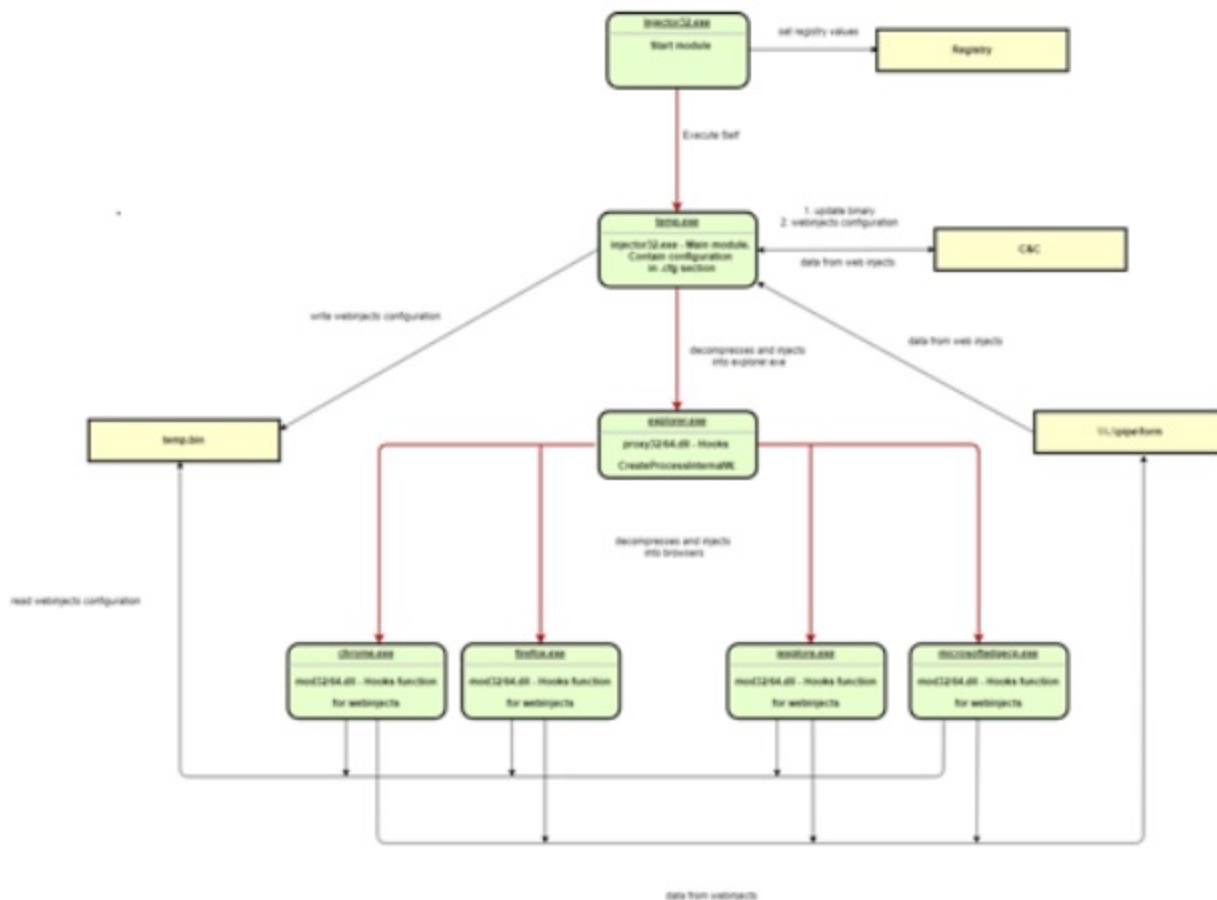 injector32.exe
Start module
set registry values
Registry
Execute Self
temp.exe
injector32.exe - Main module.
Contain configuration
in .cfg section
1. update binary
2. webinjects configuration
C&C
data from web injects
write webinjects configuration
decompresses and injects
into explorer.exe
data from web injects
temp.bin
explorer.exe
proxy32/64.dll - Hooks
CreateProcessInternalW.
decompresses and injects
into browsers
read webinjects configuration
chrome.exe
mod32/64.dll - Hooks function
for webinjects
firefox.exe
mod32/64.dll - Hooks function
for webinjects
iexplore.exe
mod32/64.dll - Hooks function
for webinjects
microsoftedgecp.exe
mod32/64.dll - Hooks function
for webinjects
data from webinjects